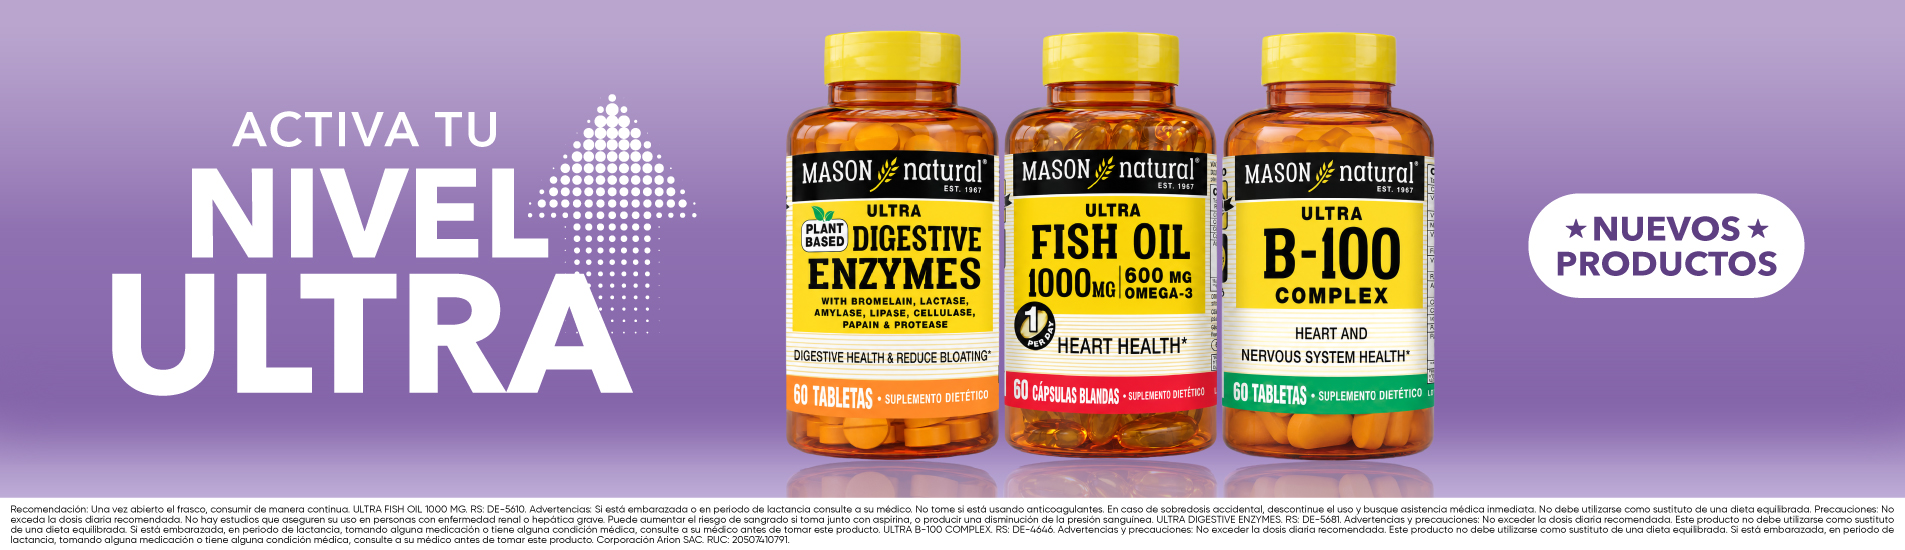 ACTIVA TU
NIVEL
ULTRA
MASON natural®
EST. 1967
ULTRA
PLANT
BASED
DIGESTIVE
ENZYMES
WITH BROMELAIN, LACTASE,
AMYLASE, LIPASE, CELLULASE,
PAPAIN & PROTEASE
DIGESTIVE HEALTH & REDUCE BLOATING*
60 TABLETAS • SUPLEMENTO DIETÉTICO
MASON natural®
EST. 1967
ULTRA
FISH OIL
1000MG
600 MG
OMEGA-3
1
PER DAY
HEART HEALTH*
60 CÁPSULAS BLANDAS • SUPLEMENTO DIETÉTICO
MASON natural®
EST. 1967
ULTRA
B-100
COMPLEX
HEART AND
NERVOUS SYSTEM HEALTH*
60 TABLETAS • SUPLEMENTO DIETÉTICO
★ NUEVOS ★
PRODUCTOS
Recomendación: Una vez abierto el frasco, consumir de manera continua. ULTRA FISH OIL 1000 MG. RS: DE-5610. Advertencias: Si está embarazada o en periodo de lactancia consulte a su médico. No tome si está usando anticoagulantes. En caso de sobredosis accidental, descontinue el uso y busque asistencia médica inmediata. No debe utilizarse como sustituto de una dieta equilibrada. Precauciones: No
exceda la dosis diaria recomendada. No hay estudios que aseguren su uso en personas con enfermedad renal o hepática grave. Puede aumentar el riesgo de sangrado si toma junto con aspirina, o producir una disminución de la presión sanguínea. ULTRA DIGESTIVE ENZYMES. RS: DE-5681. Advertencias y precauciones: No exceder la dosis diaria recomendada. Este producto no debe utilizarse como sustituto
de una dieta equilibrada. Si está embarazada, en periodo de lactancia, tomando alguna medicación o tiene alguna condición médica, consulte a su médico antes de tomar este producto. ULTRA B-100 COMPLEX. RS: DE-4646. Advertencias y precauciones: No exceder la dosis diaria recomendada. Este producto no debe utilizarse como sustituto de una dieta equilibrada. Si está embarazada, en periodo de
lactancia, tomando alguna medicación o tiene alguna condición médica, consulte a su médico antes de tomar este producto. Corporación Arion SAC. RUC: 20507410791.